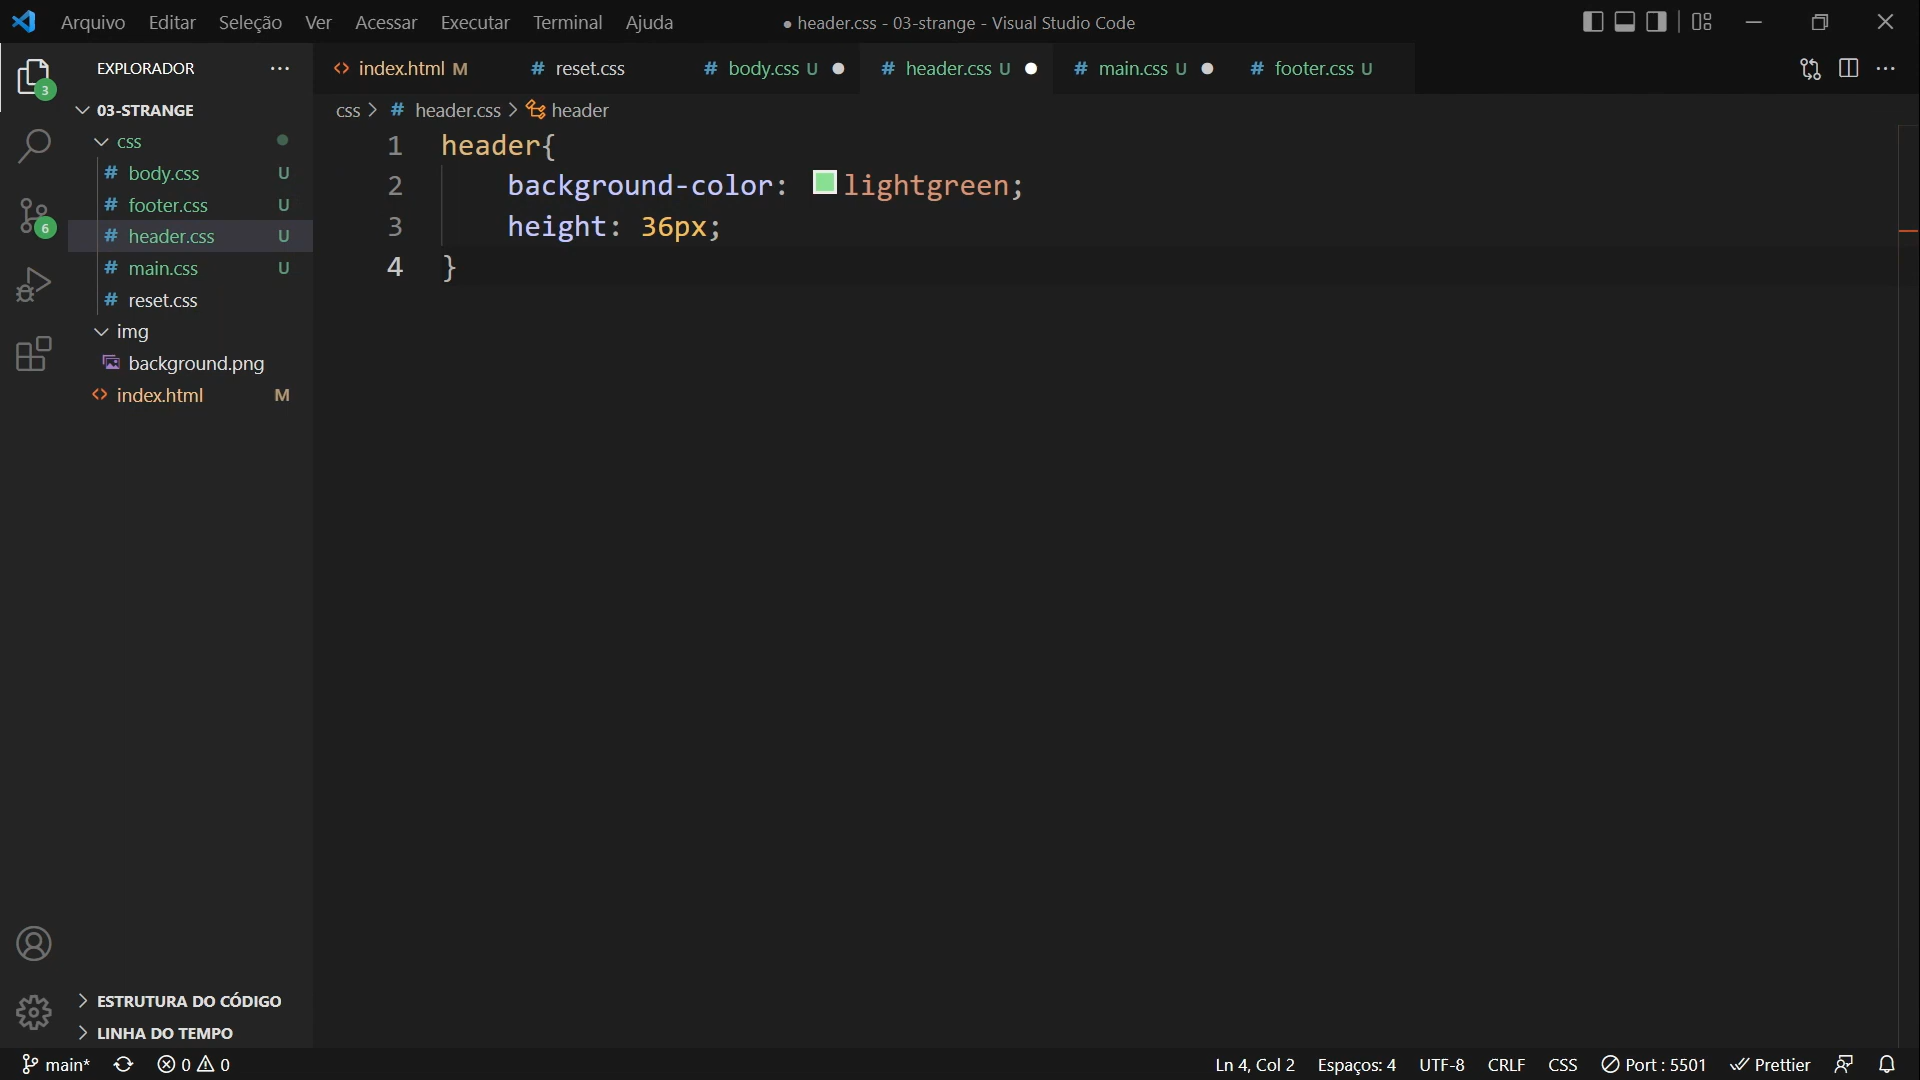 Arquivo Editar Seleção Ver Acessar Executar Terminal Ajuda ● header.css - 03-strange - Visual Studio Code
EXPLORADOR ···
<> index.html M # reset.css # body.css U ● # header.css U ● # main.css U ● # footer.css U ···
03-STRANGE
css > # header.css > header
css
# body.css U
# footer.css U
# header.css U
# main.css U
# reset.css
img
background.png
<> index.html M
3
6
1 header{
2 background-color: lightgreen;
3 height: 36px;
4 }
> ESTRUTURA DO CÓDIGO
> LINHA DO TEMPO
main* 0 0 Ln 4, Col 2 Espaços: 4 UTF-8 CRLF CSS Port : 5501 Prettier